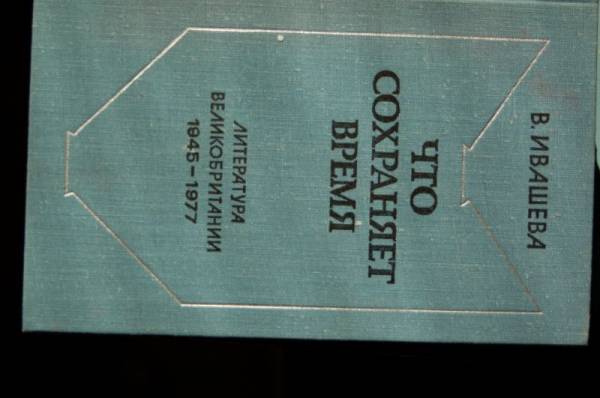 В. ИВАШЕВА
ЧТО
СОХРАНЯЕТ
ВРЕМЯ
ЛИТЕРАТУРА
ВЕЛИКОБРИТАНИИ
1945–1977